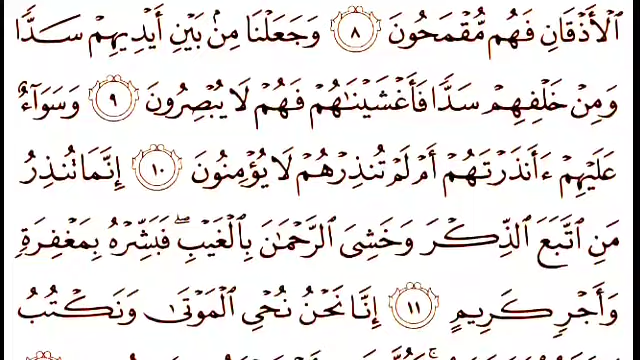 ٱلۡأَذۡقَانِ فَهُم مُّقۡمَحُونَ ٨ وَجَعَلۡنَا مِنۢ بَيۡنِ أَيۡدِيهِمۡ سَدّٗا
وَمِنۡ خَلۡفِهِمۡ سَدّٗا فَأَغۡشَيۡنَٰهُمۡ فَهُمۡ لَا يُبۡصِرُونَ ٩ وَسَوَآءٌ
عَلَيۡهِمۡ ءَأَنذَرۡتَهُمۡ أَمۡ لَمۡ تُنذِرۡهُمۡ لَا يُؤۡمِنُونَ ١٠ إِنَّمَا تُنذِرُ
مَنِ ٱتَّبَعَ ٱلذِّكۡرَ وَخَشِيَ ٱلرَّحۡمَٰنَ بِٱلۡغَيۡبِۖ فَبَشِّرۡهُ بِمَغۡفِرَةٖ
وَأَجۡرٖ كَرِيمٍ ١١ إِنَّا نَحۡنُ نُحۡيِ ٱلۡمَوۡتَىٰ وَنَكۡتُبُ